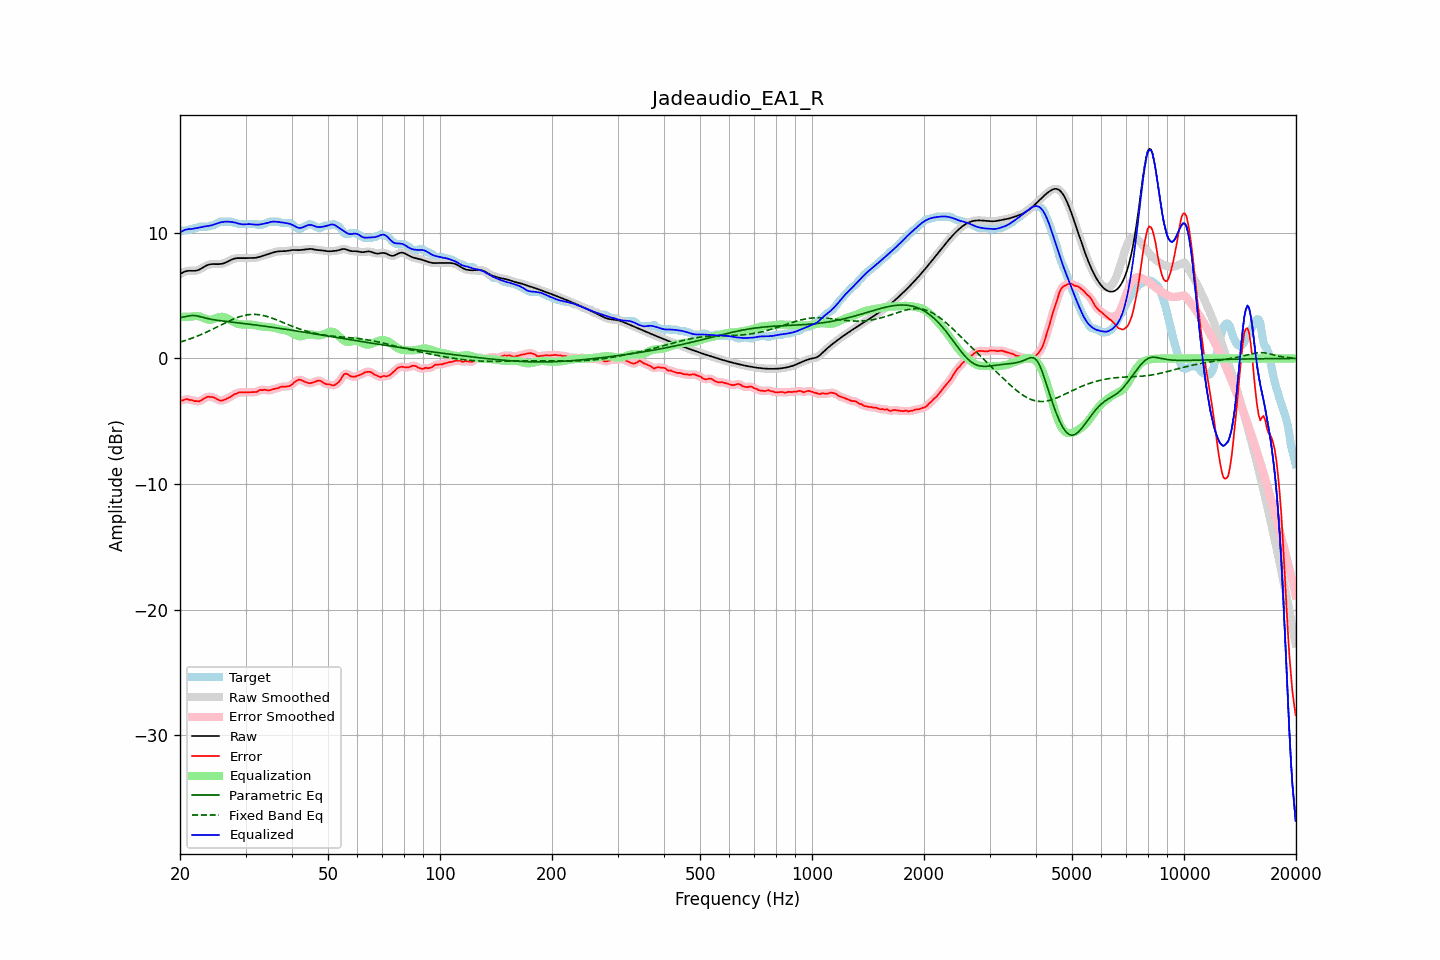 Jadeaudio_EA1_R
Amplitude (dBr)
10
0
−10
−20
−30
Target
Raw Smoothed
Error Smoothed
Raw
Error
Equalization
Parametric Eq
Fixed Band Eq
Equalized
20 50 100 200 500 1000 2000 5000 10000 20000
Frequency (Hz)